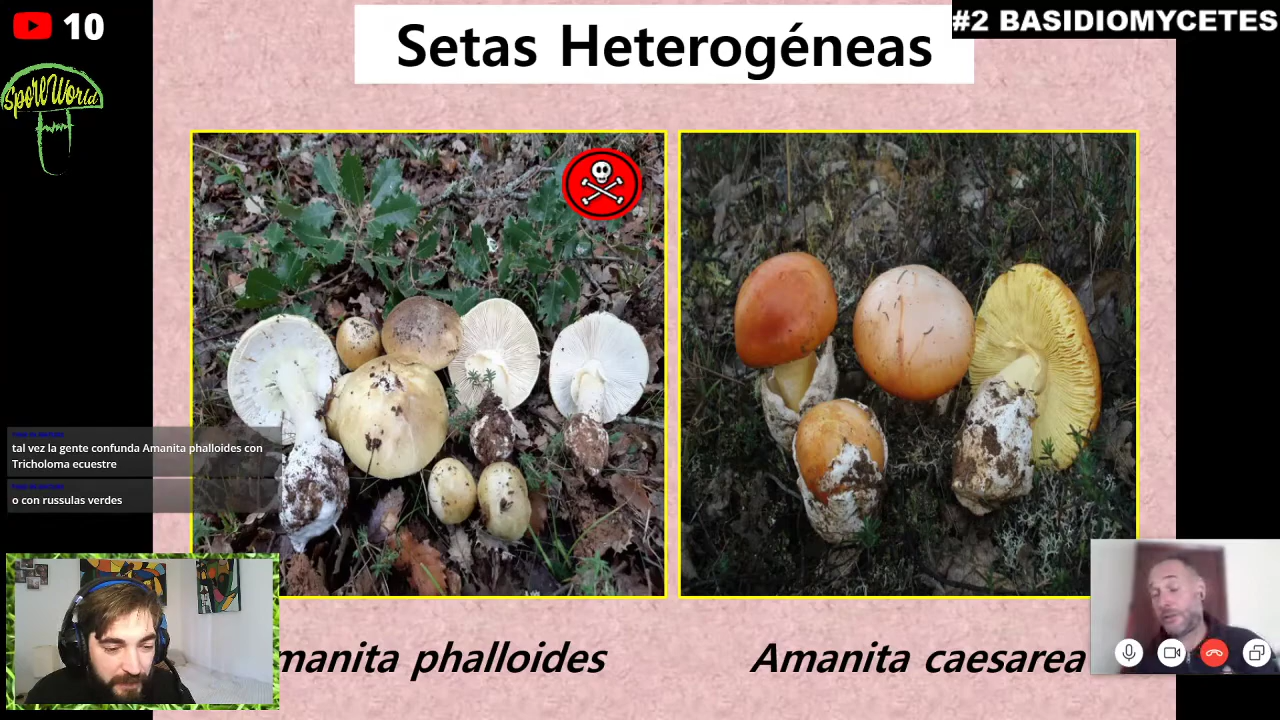 10
#2 BASIDIOMYCETES
Setas Heterogéneas
SporeWorld
tal vez la gente confunda Amanita phalloides con
Tricholoma ecuestre
o con russulas verdes
manita phalloides
Amanita caesarea